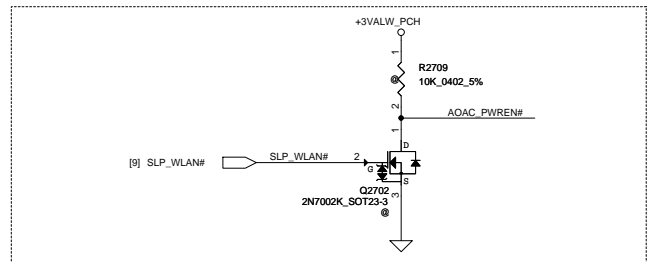 +3VALW_PCH
1
R2709
@
10K_0402_5%
2
AOAC_PWREN#
1
D
[9] SLP_WLAN#
SLP_WLAN#
2
G
S
Q2702
3
2N7002K_SOT23-3
@